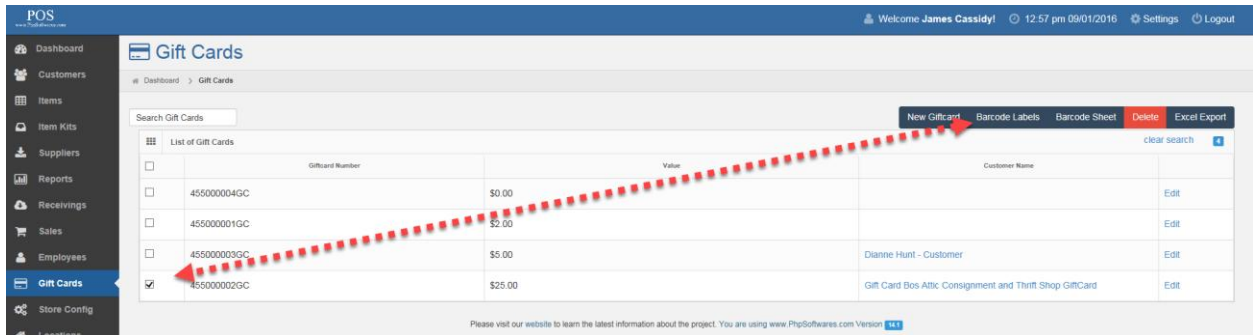 POS
Welcome James Cassidy! 12:57 pm 09/01/2016 Settings Logout
Dashboard
Customers
Items
Item Kits
Suppliers
Reports
Receivings
Sales
Employees
Gift Cards
Store Config
Locations
Gift Cards
Dashboard > Gift Cards
Search Gift Cards
New Giftcard Barcode Labels Barcode Sheet Delete Excel Export
List of Gift Cards clear search 4
Giftcard Number Value Customer Name
455000004GC $0.00 Edit
455000001GC $2.00 Edit
455000003GC $5.00 Dianne Hunt - Customer Edit
455000002GC $25.00 Gift Card Bos Attic Consignment and Thrift Shop GiftCard Edit
Please visit our website to learn the latest information about the project. You are using www.PhpSoftwares.com Version 14.1